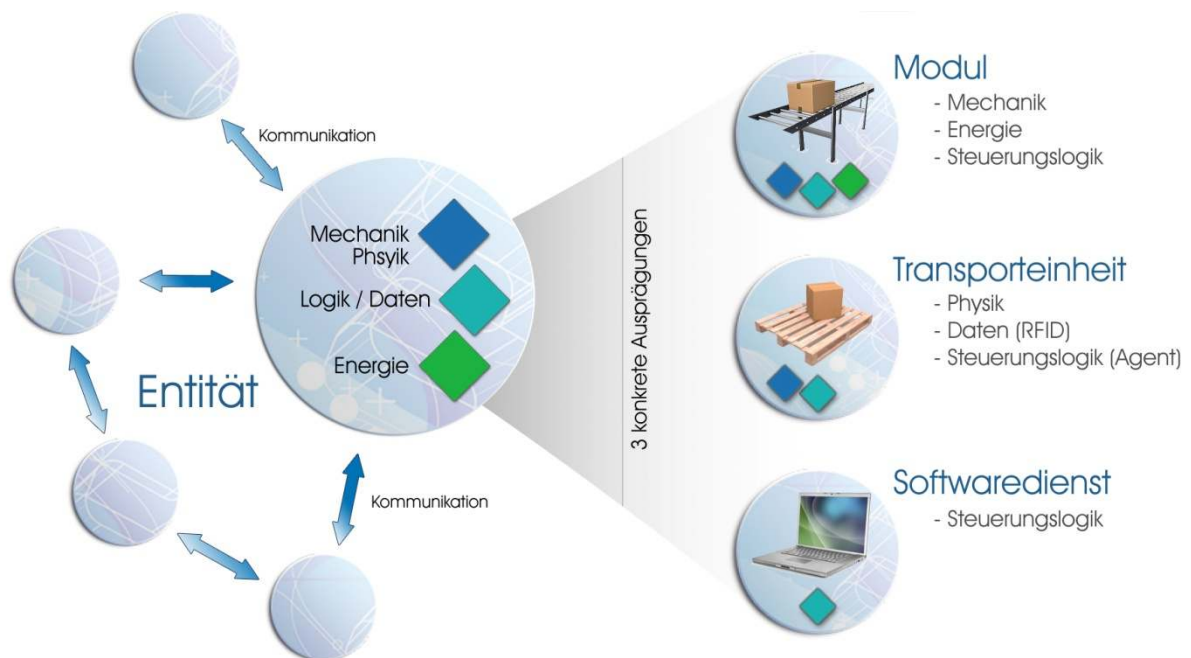 Kommunikation
Mechanik
Phsyik
Logik / Daten
Energie
Entität
Kommunikation
3 konkrete Ausprägungen
Modul
- Mechanik
- Energie
- Steuerungslogik
Transporteinheit
- Physik
- Daten (RFID)
- Steuerungslogik (Agent)
Softwaredienst
- Steuerungslogik